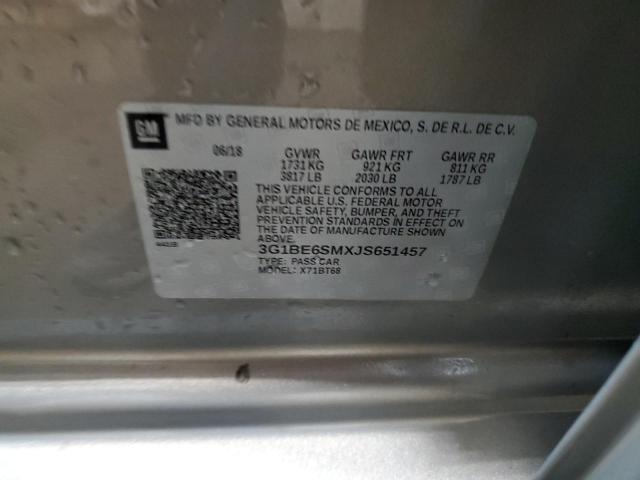 GM
MFD BY GENERAL MOTORS DE MEXICO, S. DE R.L. DE C.V.
06/18 GVWR GAWR FRT GAWR RR
1731 KG 921 KG 811 KG
3817 LB 2030 LB 1787 LB
THIS VEHICLE CONFORMS TO ALL
APPLICABLE U.S. FEDERAL MOTOR
VEHICLE SAFETY, BUMPER, AND THEFT
PREVENTION STANDARDS IN EFFECT ON
THE DATE OF MANUFACTURE SHOWN
ABOVE.
3G1BE6SMXJS651457
TYPE: PASS CAR
MODEL: X71BT68